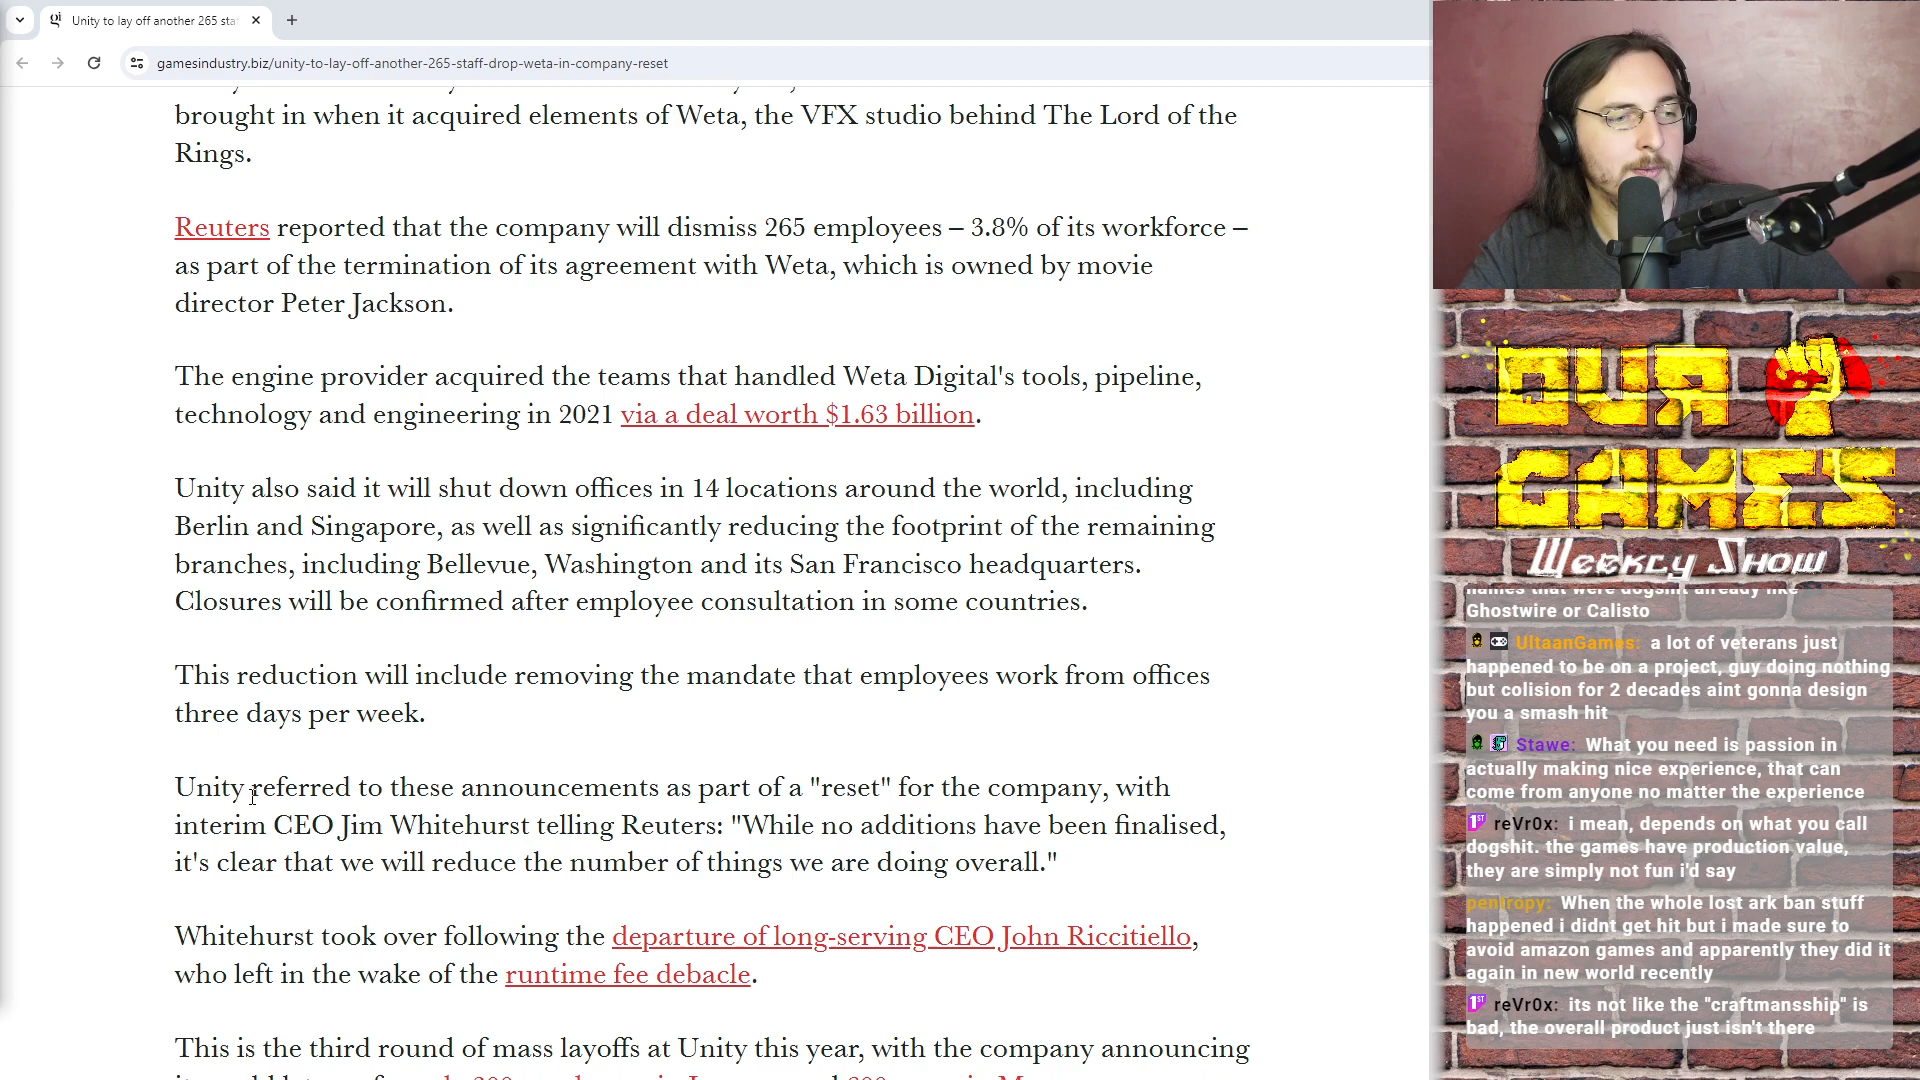 Unity to lay off another 265 sta
gamesindustry.biz/unity-to-lay-off-another-265-staff-drop-weta-in-company-reset
brought in when it acquired elements of Weta, the VFX studio behind The Lord of the
Rings.
Reuters reported that the company will dismiss 265 employees – 3.8% of its workforce –
as part of the termination of its agreement with Weta, which is owned by movie
director Peter Jackson.
The engine provider acquired the teams that handled Weta Digital's tools, pipeline,
technology and engineering in 2021 via a deal worth $1.63 billion.
Unity also said it will shut down offices in 14 locations around the world, including
Berlin and Singapore, as well as significantly reducing the footprint of the remaining
branches, including Bellevue, Washington and its San Francisco headquarters.
Closures will be confirmed after employee consultation in some countries.
This reduction will include removing the mandate that employees work from offices
three days per week.
Unity referred to these announcements as part of a "reset" for the company, with
interim CEO Jim Whitehurst telling Reuters: "While no additions have been finalised,
it's clear that we will reduce the number of things we are doing overall."
Whitehurst took over following the departure of long-serving CEO John Riccitiello,
who left in the wake of the runtime fee debacle.
This is the third round of mass layoffs at Unity this year, with the company announcing
OUR
GAMES
Weekly Show
names that were dogshit already like
Ghostwire or Calisto
UltaanGames: a lot of veterans just
happened to be on a project, guy doing nothing
but colision for 2 decades aint gonna design
you a smash hit
Stawe: What you need is passion in
actually making nice experience, that can
come from anyone no matter the experience
1ST reVr0x: i mean, depends on what you call
dogshit. the games have production value,
they are simply not fun i'd say
pentropy: When the whole lost ark ban stuff
happened i didnt get hit but i made sure to
avoid amazon games and apparently they did it
again in new world recently
1ST reVr0x: its not like the "craftmansship" is
bad, the overall product just isn't there